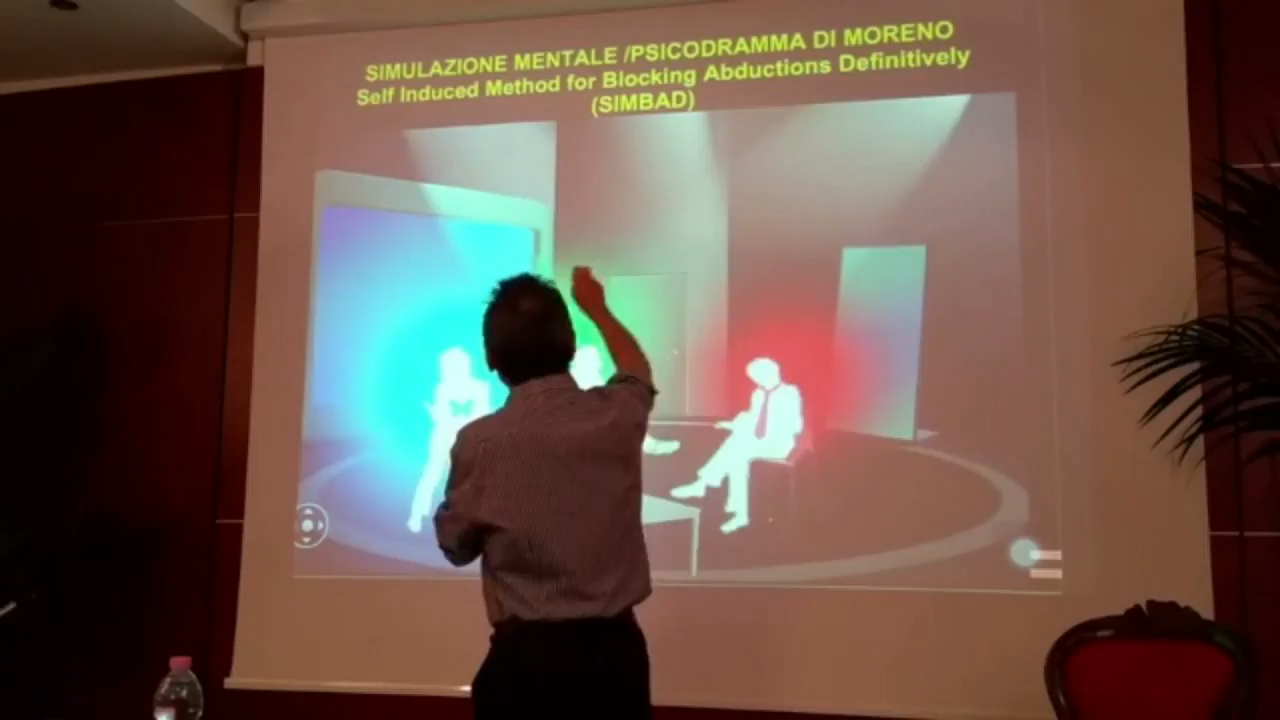 SIMULAZIONE MENTALE /PSICODRAMMA DI MORENO
Self Induced Method for Blocking Abductions Definitively
(SIMBAD)